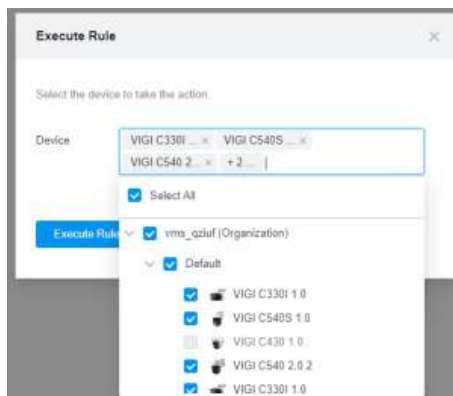 Execute Rule
Select the device to take the action.
Device
VIGI C330I ... × VIGI C540S ... ×
VIGI C540 2... × + 2 ...
Select All
Execute Rule
vms_qziuf (Organization)
Default
VIGI C330I 1.0
VIGI C540S 1.0
VIGI C430 1.0
VIGI C540 2.0 2
VIGI C330I 1.0